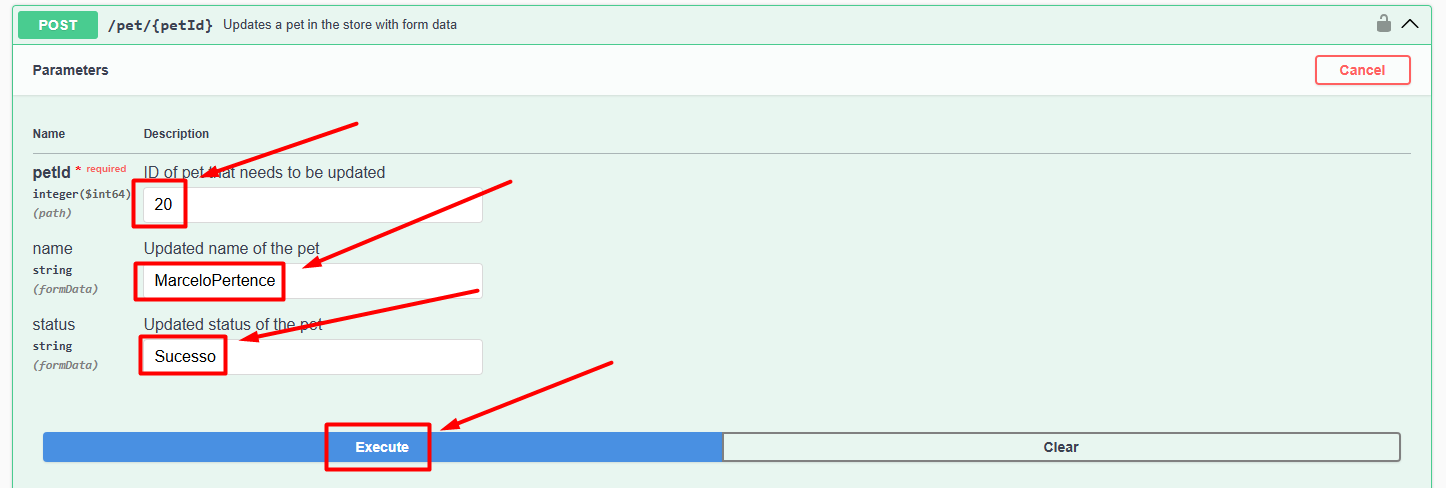 POST /pet/{petId} Updates a pet in the store with form data
Parameters
Cancel
Name Description
petId * required ID of pet that needs to be updated
integer($int64)
(path)
20
name Updated name of the pet
string
(formData)
MarceloPertence
status Updated status of the pet
string
(formData)
Sucesso
Execute Clear